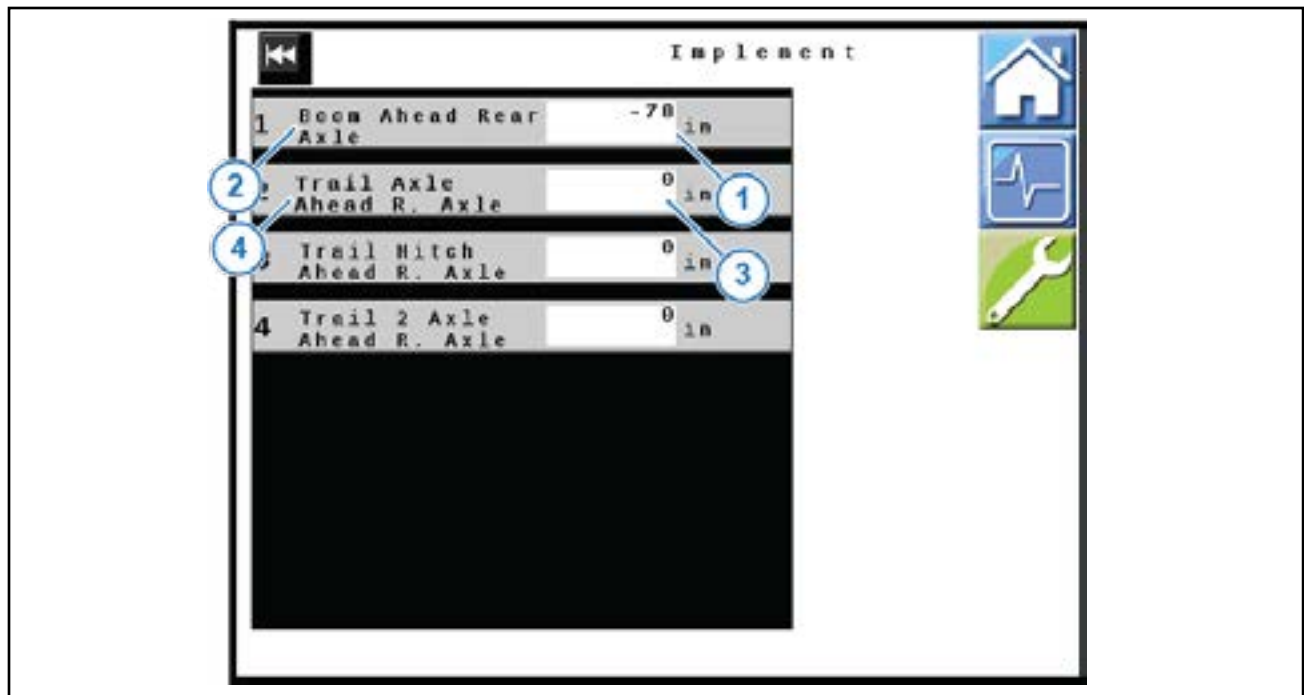 Implement
1 Boom Ahead Rear -78 in
Axle
2
1
Trail Axle 0 in
Ahead R. Axle
4
3
Trail Hitch 0 in
Ahead R. Axle
4 Trail 2 Axle 0 in
Ahead R. Axle